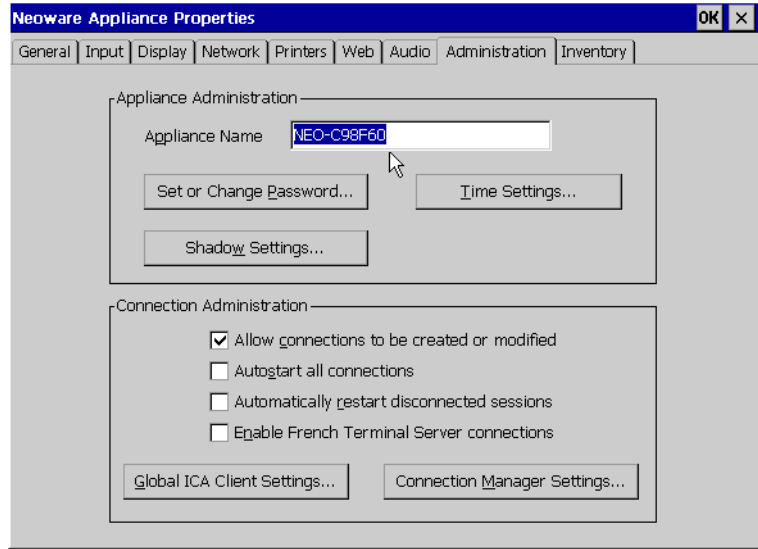 Neoware Appliance Properties OK ×
General Input Display Network Printers Web Audio Administration Inventory
Appliance Administration
Appliance Name NEO-C98F60
Set or Change Password... Time Settings...
Shadow Settings...
Connection Administration
Allow connections to be created or modified
Autostart all connections
Automatically restart disconnected sessions
Enable French Terminal Server connections
Global ICA Client Settings... Connection Manager Settings...